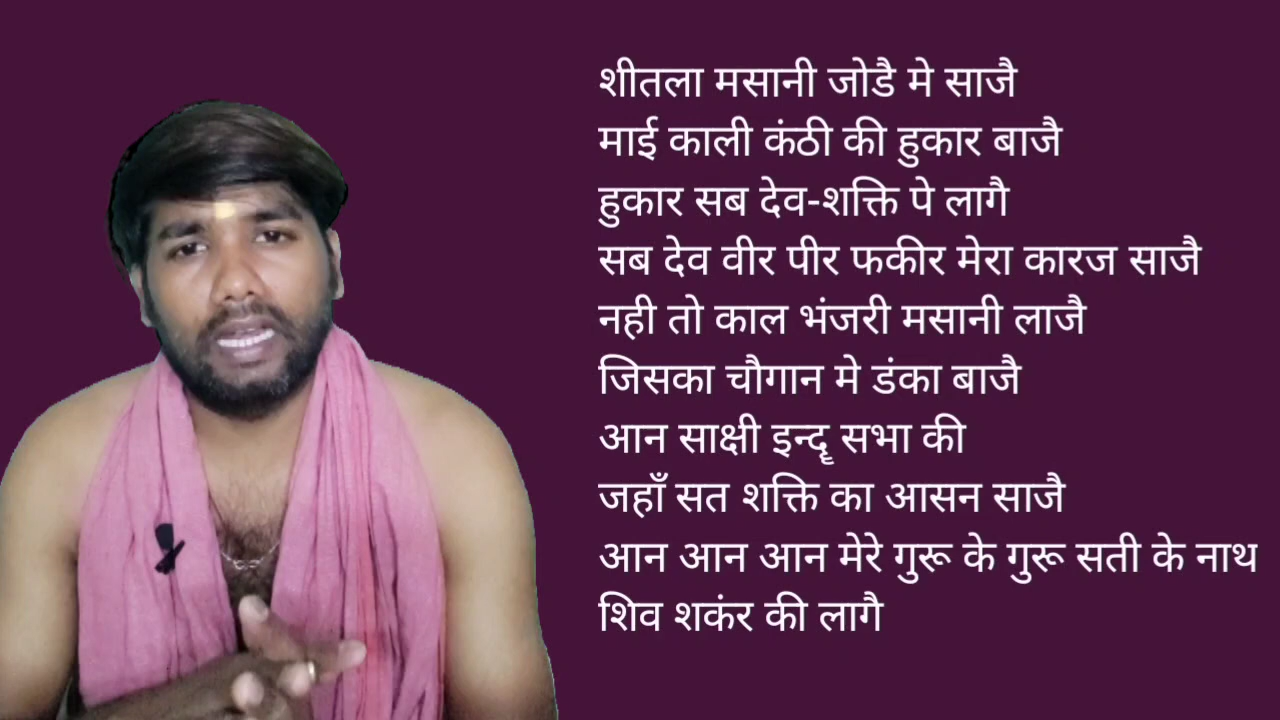 शीतला मसानी जोडै मे साजै
माई काली कंठी की हुकार बाजै
हुकार सब देव-शक्ति पे लागै
सब देव वीर पीर फकीर मेरा कारज साजै
नही तो काल भंजरी मसानी लाजै
जिसका चौगान मे डंका बाजै
आन साक्षी इन्द्दृ सभा की
जहाँ सत शक्ति का आसन साजै
आन आन आन मेरे गुरू के गुरू सती के नाथ
शिव शकंर की लागै